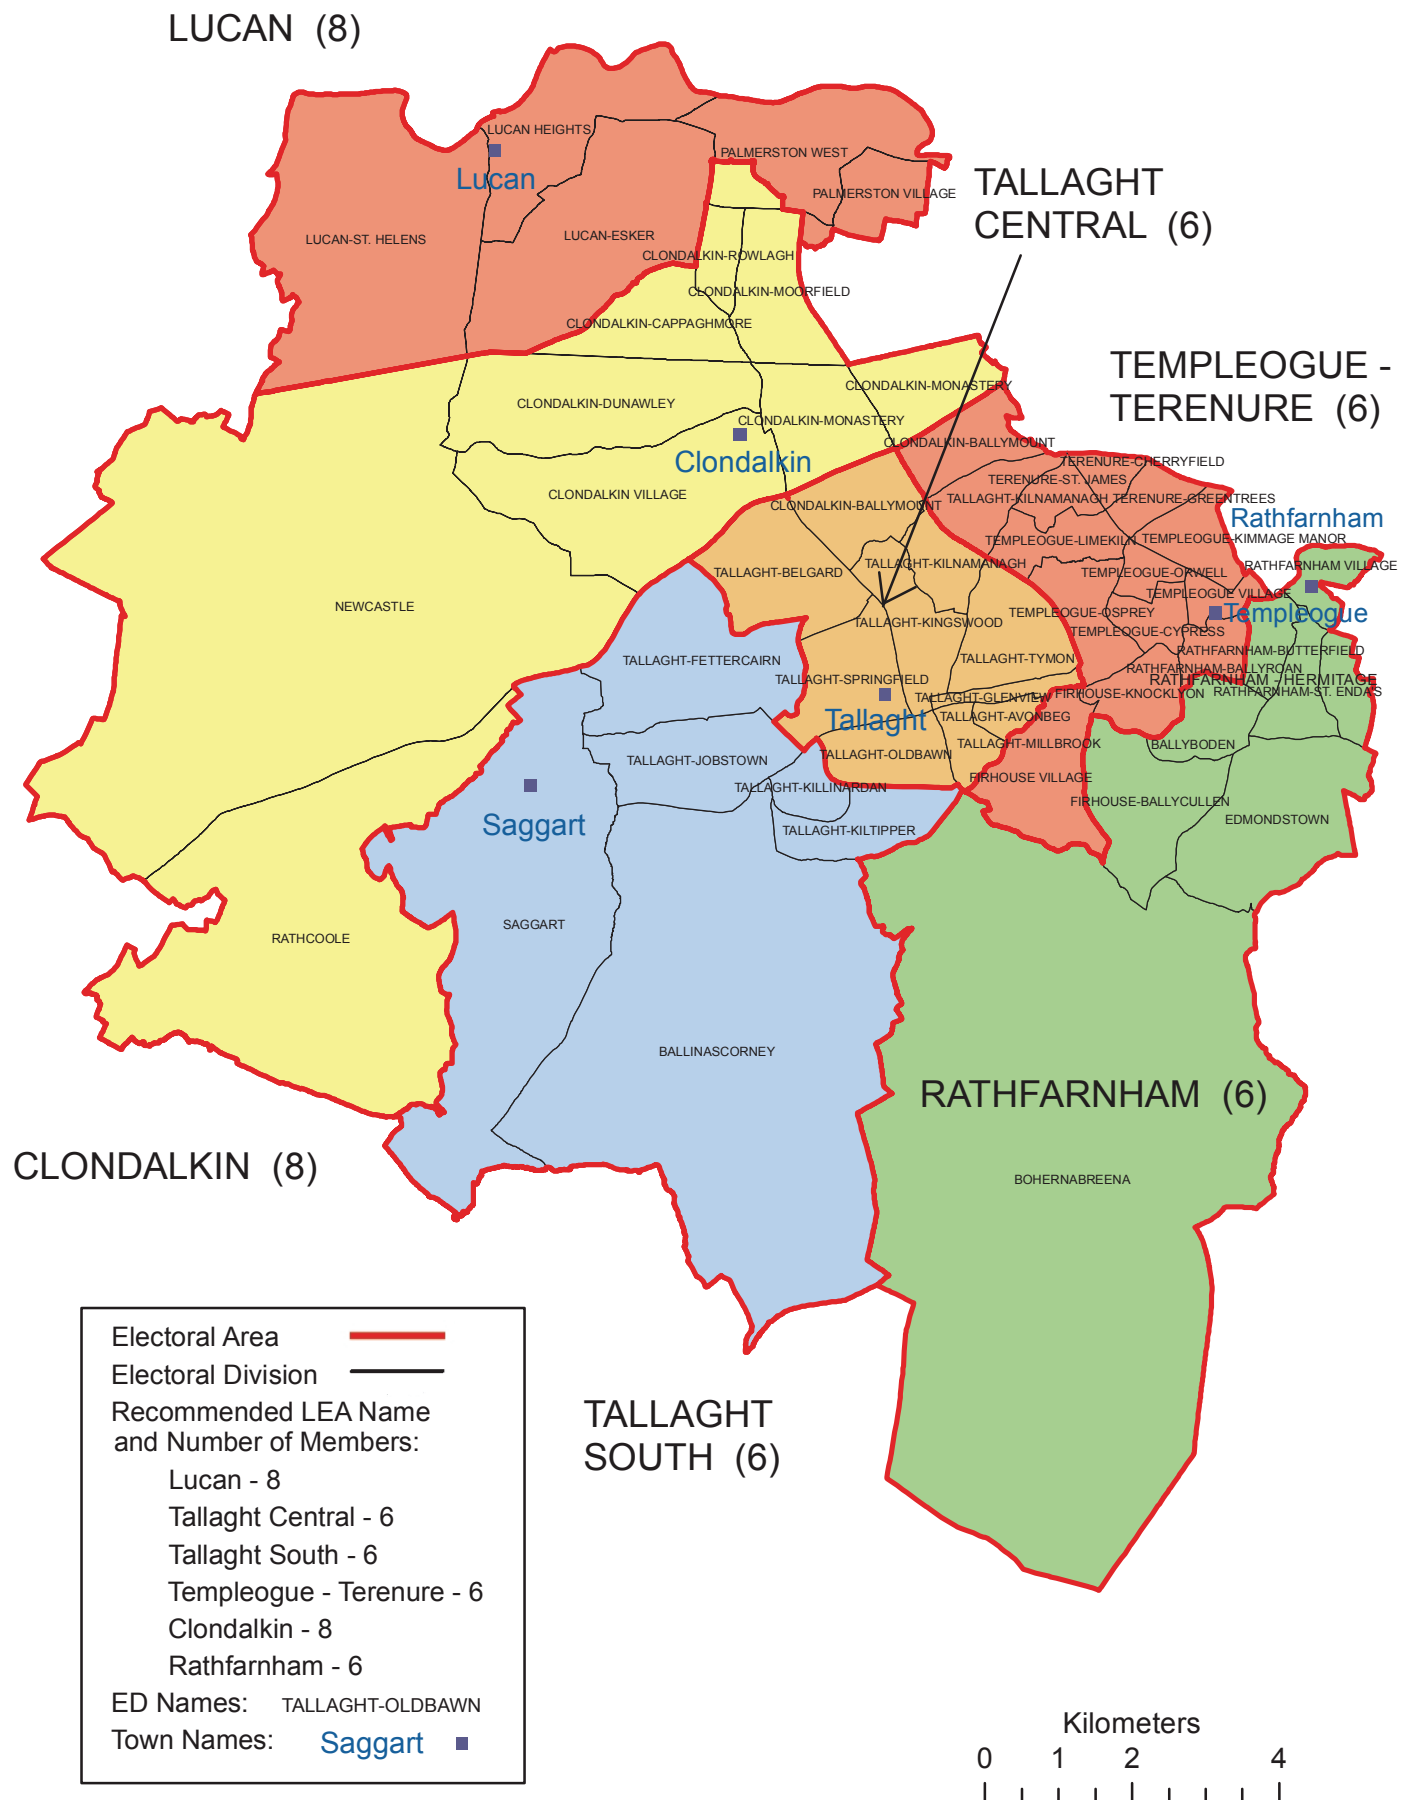 LUCAN (8)
LUCAN HEIGHTS
Lucan
PALMERSTON WEST
PALMERSTON VILLAGE
TALLAGHT
CENTRAL (6)
LUCAN-ST. HELENS
LUCAN-ESKER
CLONDALKIN-ROWLAGH
CLONDALKIN-MOORFIELD
CLONDALKIN-CAPPAGHMORE
TEMPLEOGUE -
TERENURE (6)
CLONDALKIN-MONASTERY
CLONDALKIN-DUNAWLEY
CLONDALKIN-MONASTERY
Clondalkin
CLONDALKIN-BALLYMOUNT
TERENURE-CHERRYFIELD
TERENURE-ST. JAMES
CLONDALKIN VILLAGE
TALLAGHT-KILNAMANAGH
TERENURE-GREENTREES
CLONDALKIN-BALLYMOUNT
Rathfarnham
TEMPLEOGUE-LIMEKILN
TEMPLEOGUE-KIMMAGE MANOR
TALLAGHT-BELGARD
TALLAGHT-KILNAMANAGH
TEMPLEOGUE-ORWELL
RATHFARNHAM VILLAGE
TEMPLEOGUE VILLAGE
NEWCASTLE
TEMPLEOGUE-OSPREY
Templeogue
TALLAGHT-KINGSWOOD
TEMPLEOGUE-CYPRESS
RATHFARNHAM-BUTTERFIELD
TALLAGHT-FETTERCAIRN
TALLAGHT-TYMON
RATHFARNHAM-BALLYROAN
TALLAGHT-SPRINGFIELD
RATHFARNHAM - HERMITAGE
TALLAGHT-GLENVIEW
FIRHOUSE-KNOCKLYON
RATHFARNHAM-ST. ENDA'S
Tallaght
TALLAGHT-AVONBEG
TALLAGHT-MILLBROOK
BALLYBODEN
TALLAGHT-JOBSTOWN
TALLAGHT-OLDBAWN
FIRHOUSE VILLAGE
TALLAGHT-KILLINARDAN
FIRHOUSE-BALLYCULLEN
EDMONDSTOWN
Saggart
TALLAGHT-KILTIPPER
SAGGART
RATHCOOLE
BALLINASCORNEY
RATHFARNHAM (6)
CLONDALKIN (8)
BOHERNABREENA
TALLAGHT
SOUTH (6)
Electoral Area
Electoral Division
Recommended LEA Name
and Number of Members:
Lucan - 8
Tallaght Central - 6
Tallaght South - 6
Templeogue - Terenure - 6
Clondalkin - 8
Rathfarnham - 6
ED Names: TALLAGHT-OLDBAWN
Town Names: Saggart
Kilometers
0 1 2 4